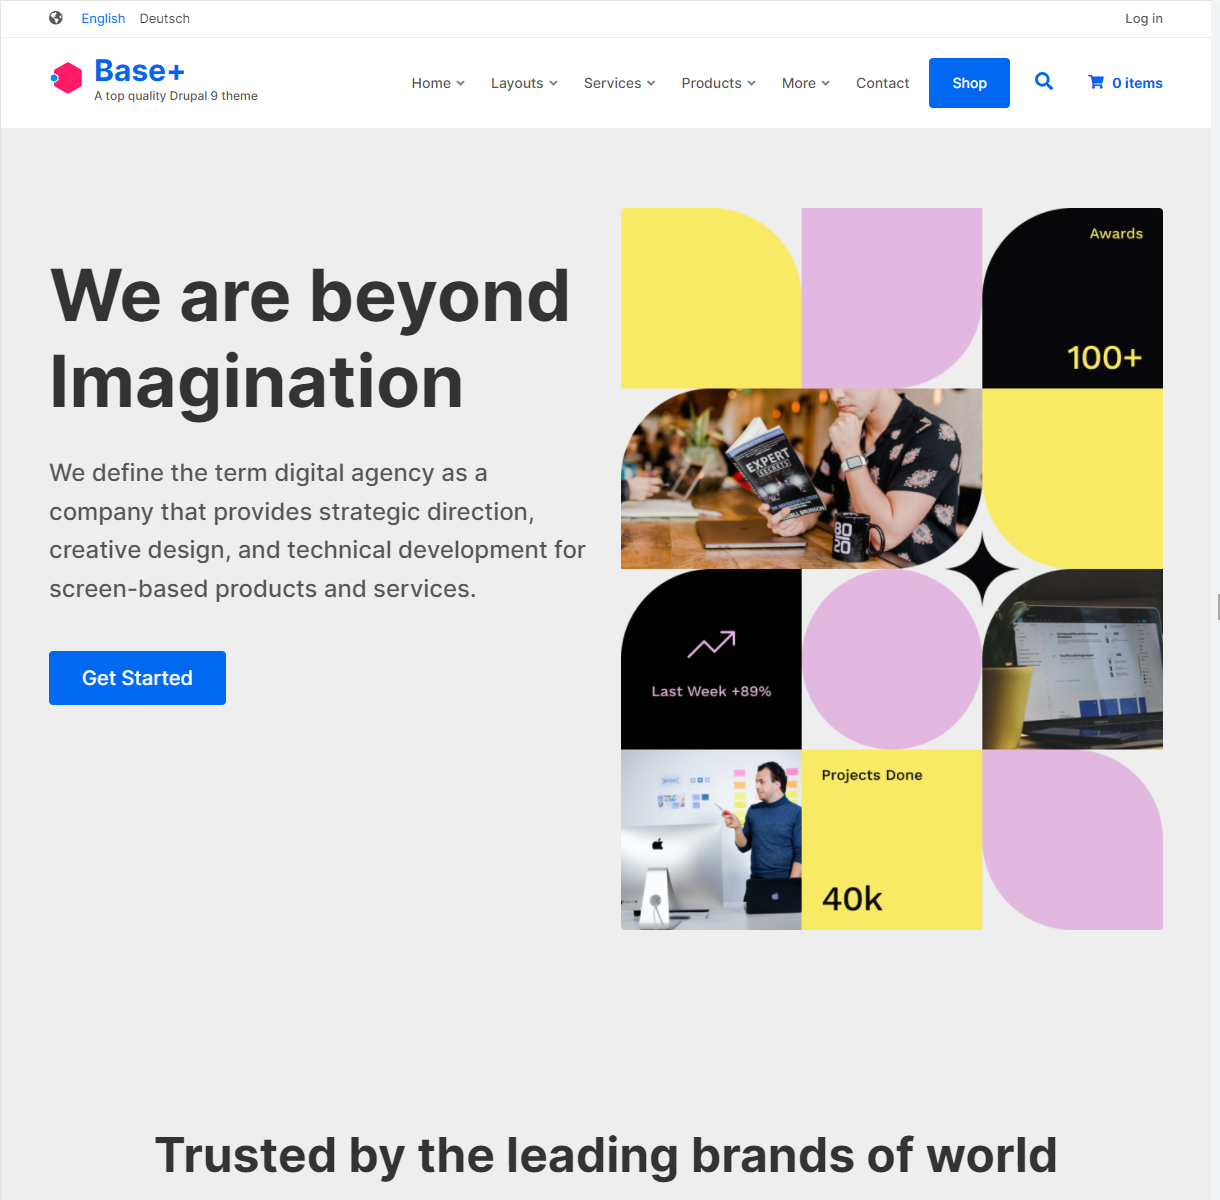 English Deutsch Log in
Base+
A top quality Drupal 9 theme
Home Layouts Services Products More Contact Shop 0 items
We are beyond
Imagination
We define the term digital agency as a
company that provides strategic direction,
creative design, and technical development for
screen-based products and services.
Get Started
Awards
100+
EXPERT
SECRETS
80
20
Last Week +89%
Projects Done
40k
Trusted by the leading brands of world